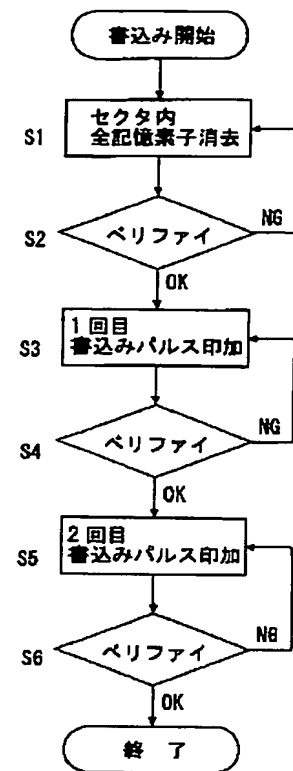 書込み開始
S1
セクタ内
全記憶素子消去
S2
ベリファイ
NG
OK
S3
1回目
書込みパルス印加
S4
ベリファイ
NG
OK
S5
2回目
書込みパルス印加
S6
ベリファイ
NG
OK
終了